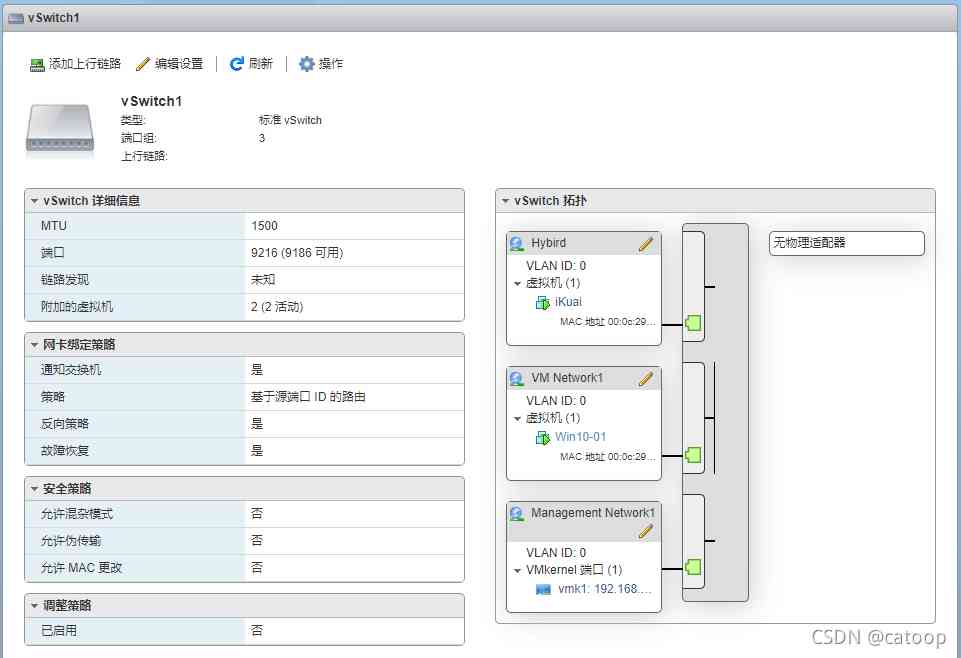 vSwitch1
添加上行链路 编辑设置 刷新 操作
vSwitch1
类型: 标准 vSwitch
端口组: 3
上行链路:
vSwitch 详细信息
MTU 1500
端口 9216 (9186 可用)
链路发现 未知
附加的虚拟机 2 (2 活动)
网卡绑定策略
通知交换机 是
策略 基于源端口 ID 的路由
反向策略 是
故障恢复 是
安全策略
允许混杂模式 否
允许伪传输 否
允许 MAC 更改 否
调整策略
已启用 否
vSwitch 拓扑
Hybird
VLAN ID: 0
虚拟机 (1)
iKuai
MAC 地址 00:0c:29...
VM Network1
VLAN ID: 0
虚拟机 (1)
Win10-01
MAC 地址 00:0c:29...
Management Network1
VLAN ID: 0
VMkernel 端口 (1)
vmk1: 192.168....
无物理适配器
CSDN @catoop